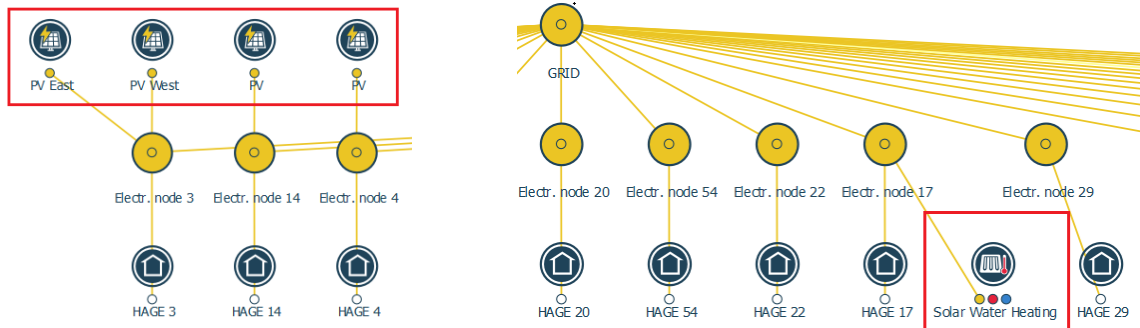 PV East PV West PV PV
Electr. node 3 Electr. node 14 Electr. node 4
HAGE 3 HAGE 14 HAGE 4
GRID
Electr. node 20 Electr. node 54 Electr. node 22 Electr. node 17 Electr. node 29
HAGE 20 HAGE 54 HAGE 22 HAGE 17 Solar Water Heating HAGE 29